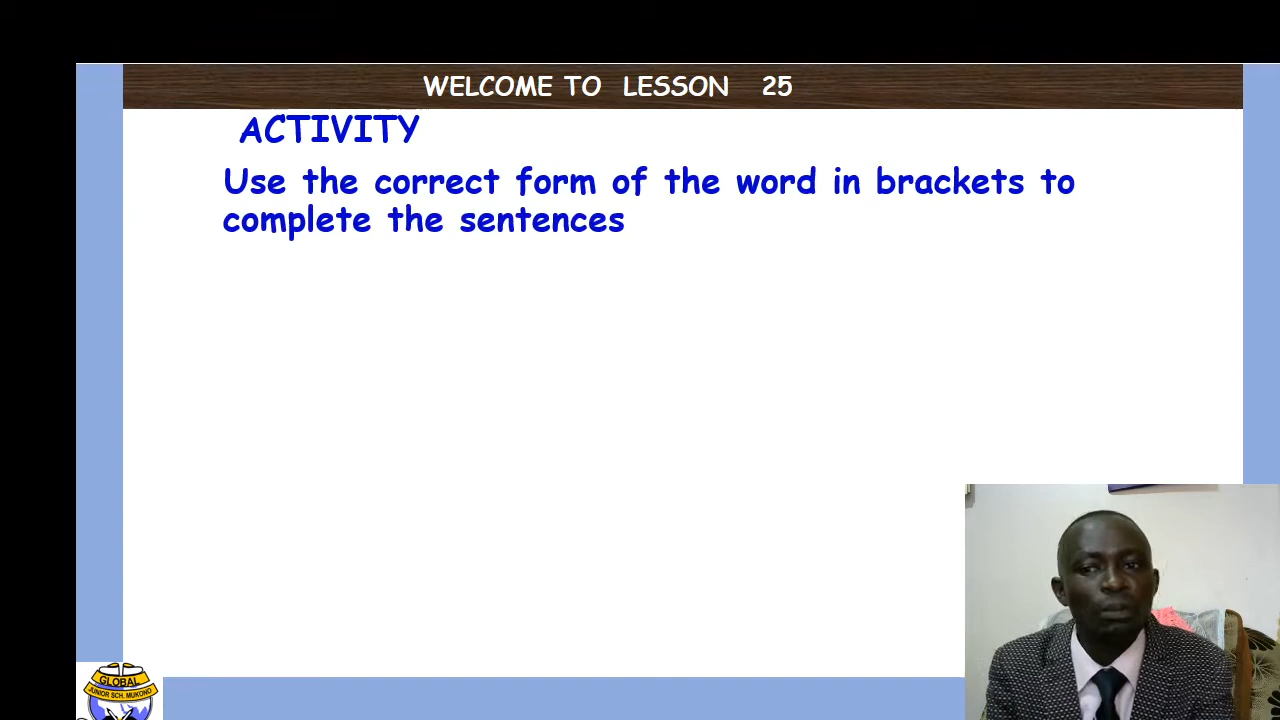 WELCOME TO LESSON 25
ACTIVITY
Use the correct form of the word in brackets to
complete the sentences
GLOBAL
JUNIOR SCH. MUKONO